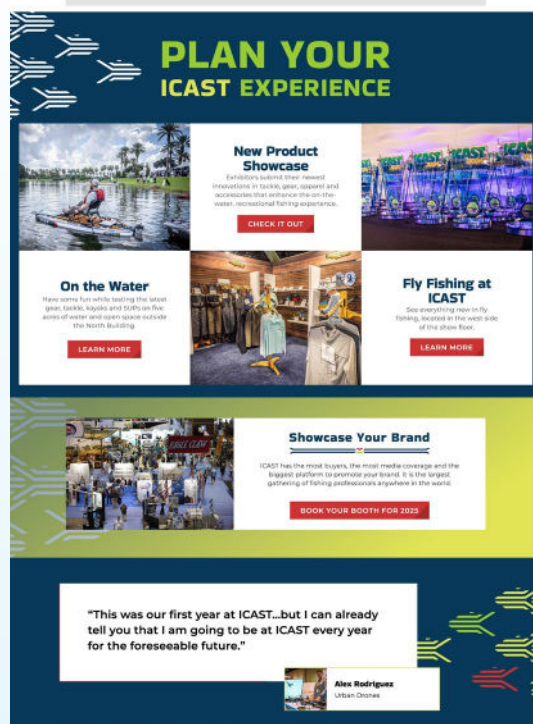 PLAN YOUR
ICAST EXPERIENCE
New Product
Showcase
Exhibitors submit their newest
innovations in tackle, gear, apparel and
accessories that enhance the on-the-
water, recreational fishing experience.
CHECK IT OUT
ICAST ICAST ICAST
On the Water
Have some fun while testing the latest
gear, tackle, kayaks and SUPs on five
acres of water and open space outside
the North Building.
LEARN MORE
Fly Fishing at
ICAST
See everything new in fly
fishing, located in the west side
of the show floor.
LEARN MORE
EAGLE CLAW
Showcase Your Brand
ICAST has the most buyers, the most media coverage and the
biggest platform to promote your brand. It is the largest
gathering of fishing professionals anywhere in the world.
BOOK YOUR BOOTH FOR 2025
“This was our first year at ICAST...but I can already
tell you that I am going to be at ICAST every year
for the foreseeable future.”
Alex Rodriguez
Urban Drones